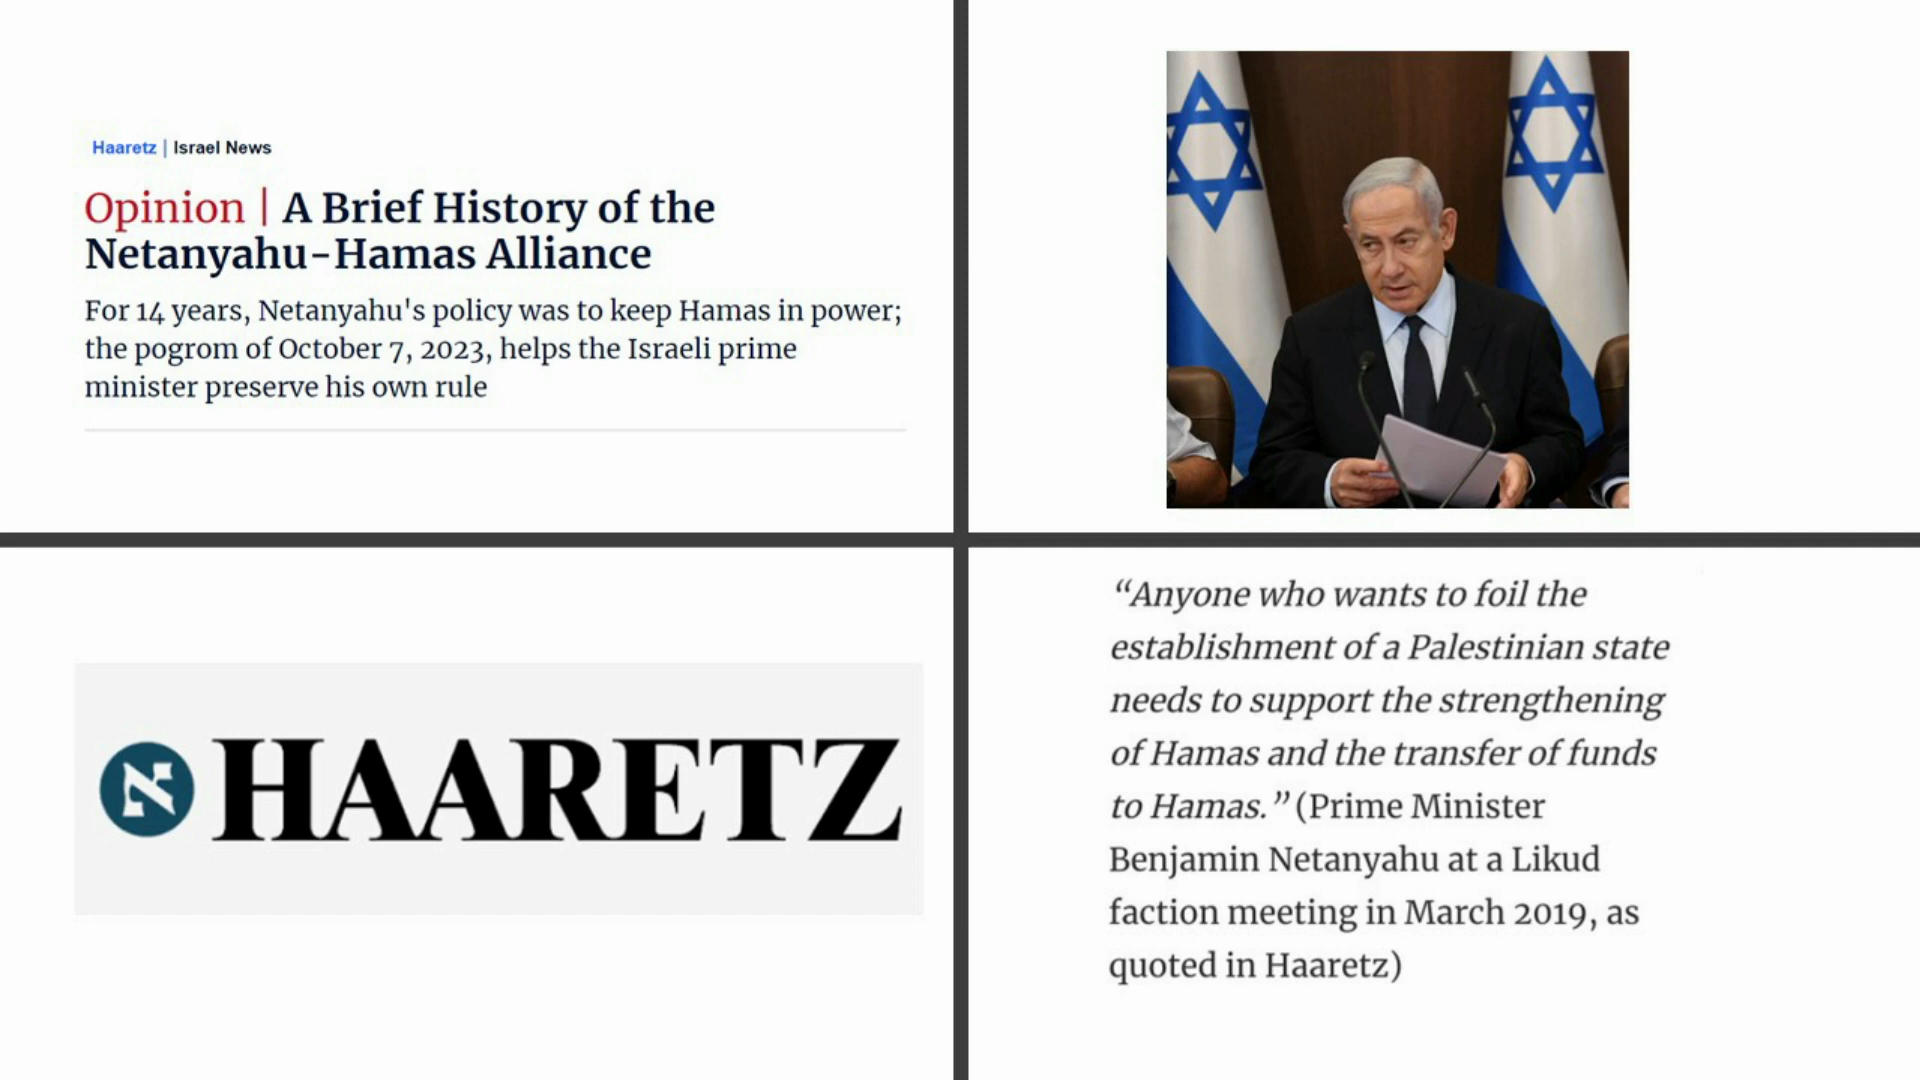 Haaretz | Israel News
Opinion | A Brief History of the
Netanyahu-Hamas Alliance
For 14 years, Netanyahu's policy was to keep Hamas in power;
the pogrom of October 7, 2023, helps the Israeli prime
minister preserve his own rule
א HAARETZ
“Anyone who wants to foil the
establishment of a Palestinian state
needs to support the strengthening
of Hamas and the transfer of funds
to Hamas.” (Prime Minister
Benjamin Netanyahu at a Likud
faction meeting in March 2019, as
quoted in Haaretz)